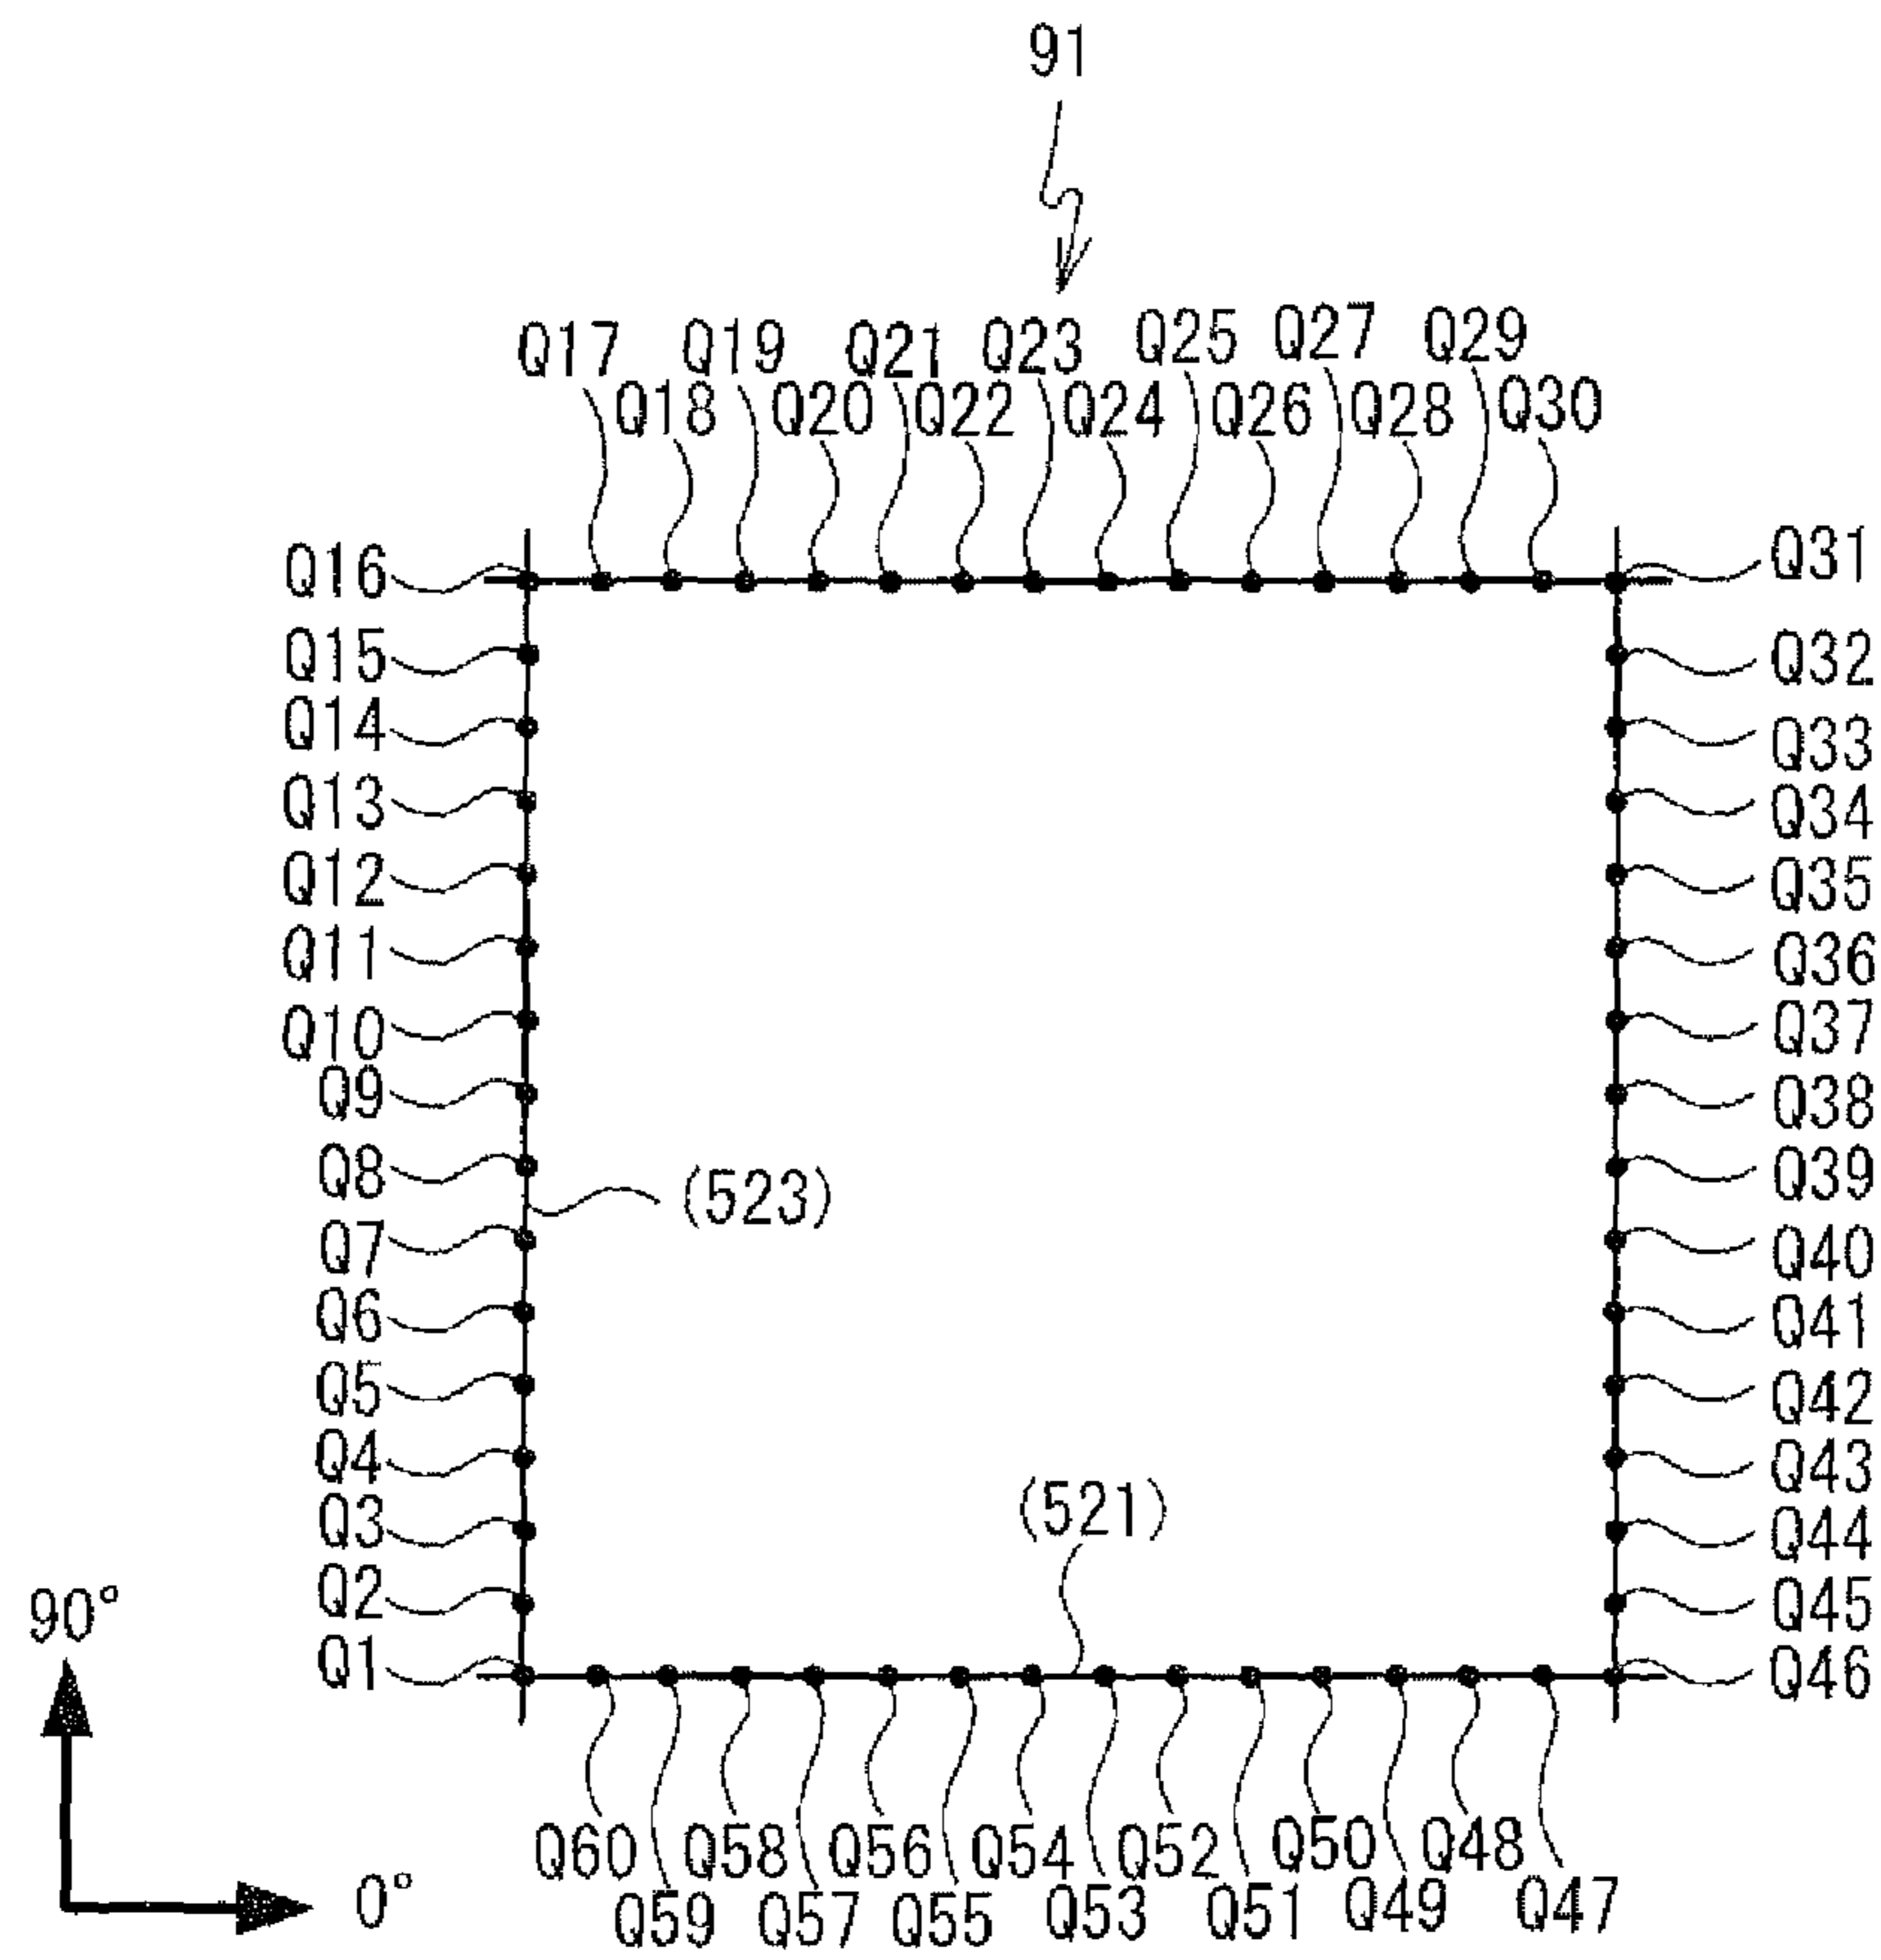 91
Q17 Q19 Q21 Q23 Q25 Q27 Q29
Q18 Q20 Q22 Q24 Q26 Q28 Q30
Q16 Q31
Q15 Q32
Q14 Q33
Q13 Q34
Q12 Q35
Q11 Q36
Q10 Q37
Q9 Q38
Q8 (523) Q39
Q7 Q40
Q6 Q41
Q5 Q42
Q4 Q43
Q3 (521) Q44
Q2 Q45
90°
Q1 Q46
Q60 Q58 Q56 Q54 Q52 Q50 Q48
0° Q59 Q57 Q55 Q53 Q51 Q49 Q47